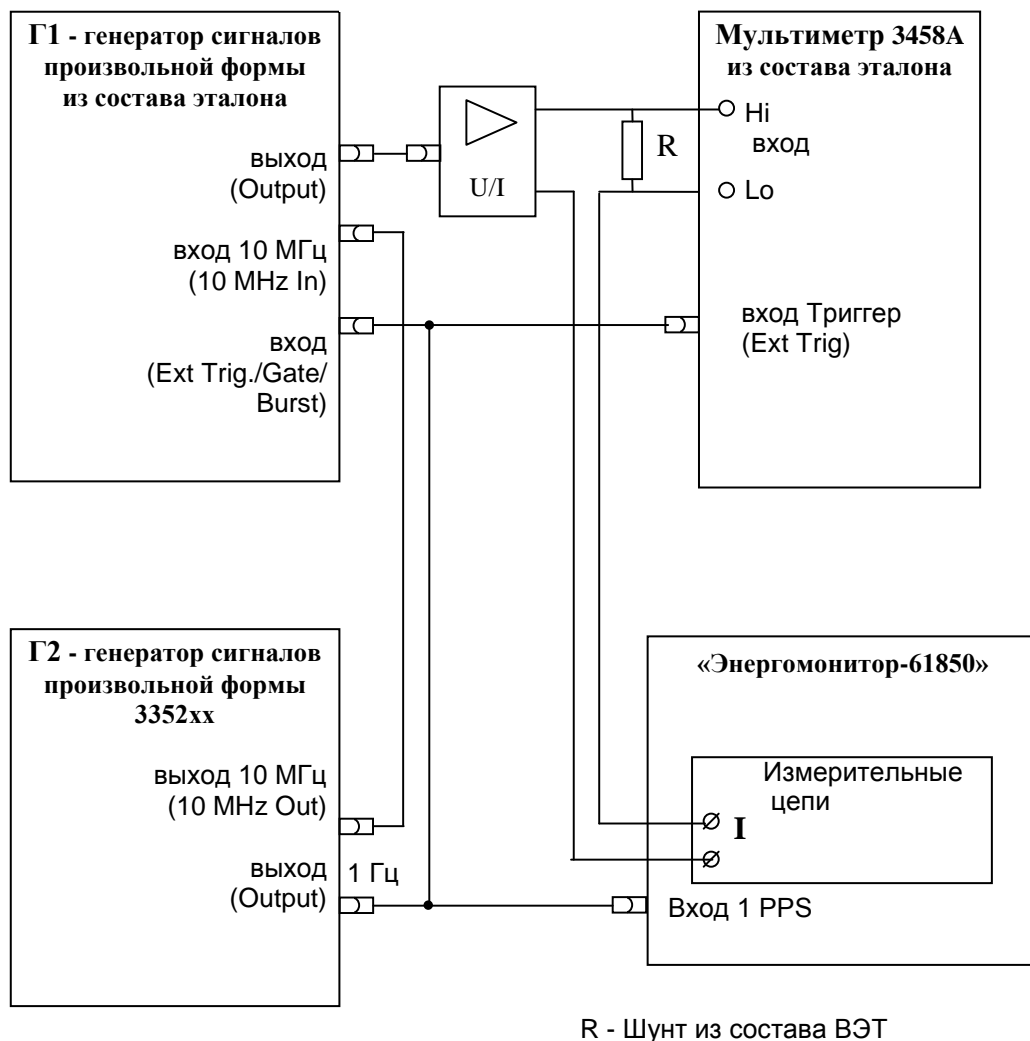 Г1 - генератор сигналов
произвольной формы
из состава эталона
выход
(Output)
вход 10 МГц
(10 MHz In)
вход
(Ext Trig./Gate/
Burst)
U/I
R
Мультиметр 3458А
из состава эталона
Hi
вход
Lo
вход Триггер
(Ext Trig)
Г2 - генератор сигналов
произвольной формы
3352xx
выход 10 МГц
(10 MHz Out)
выход
(Output)
1 Гц
«Энергомонитор-61850»
Измерительные
цепи
I
Вход 1 PPS
R - Шунт из состава ВЭТ